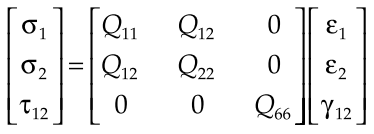 σ₁ Q₁₁ Q₁₂ 0 ε₁
σ₂ = Q₁₂ Q₂₂ 0 ε₂
τ₁₂ 0 0 Q₆₆ γ₁₂